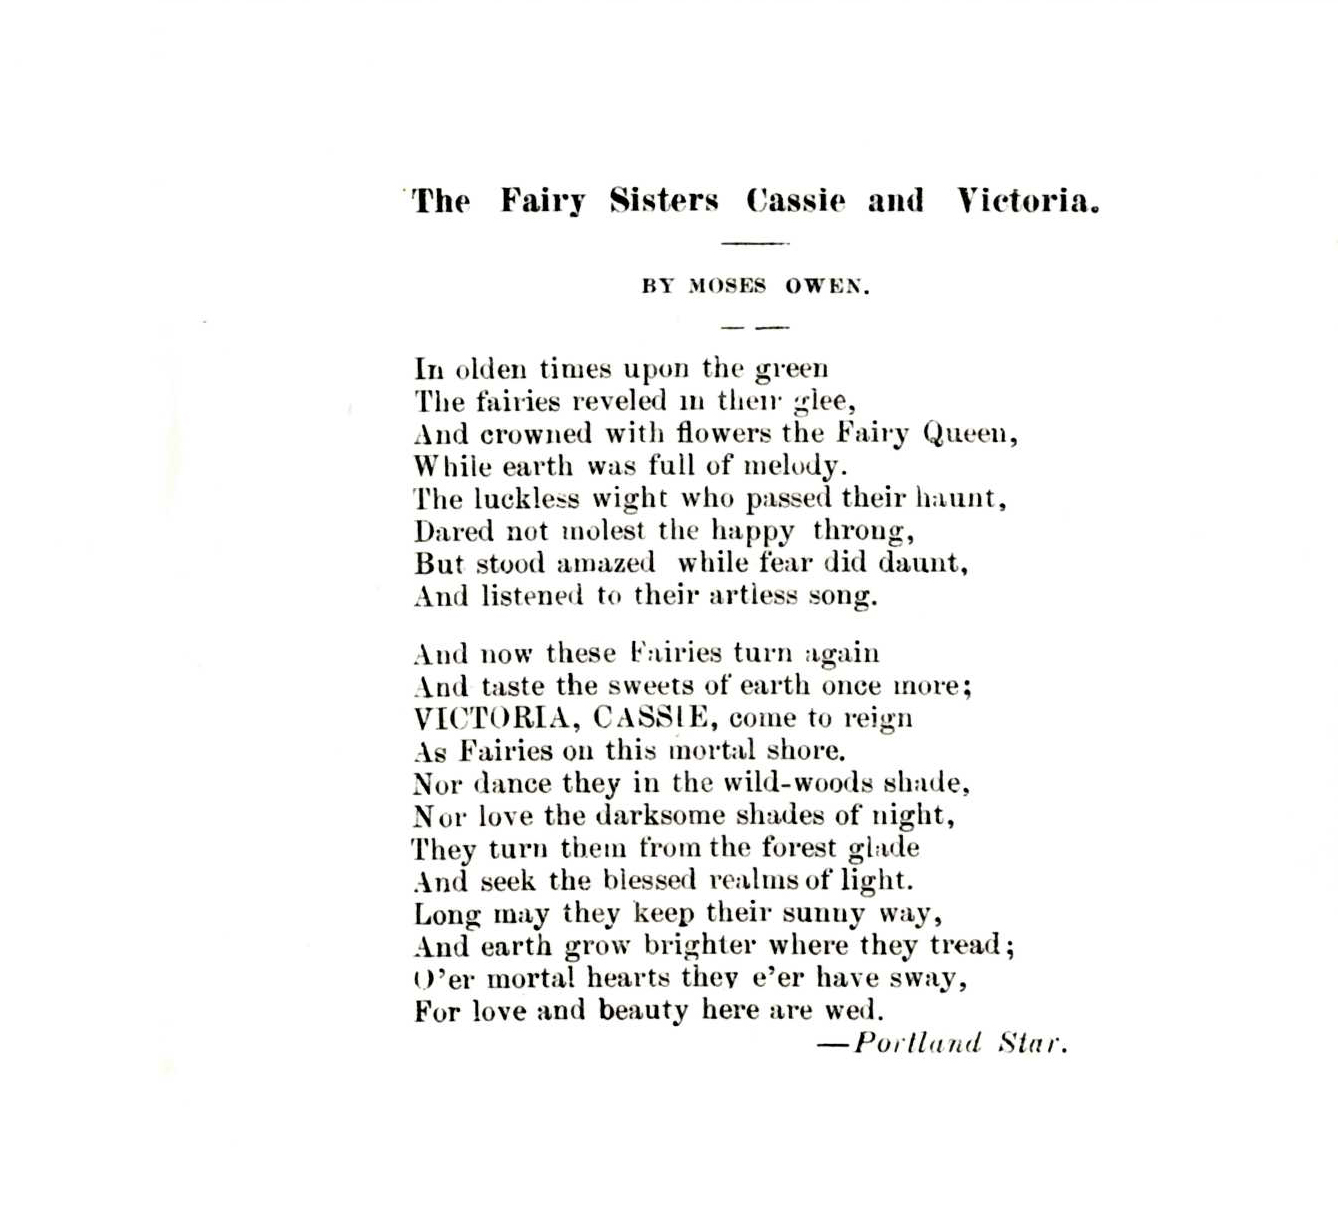 The Fairy Sisters Cassie and Victoria.
BY MOSES OWEN.
In olden times upon the green
The fairies reveled in their glee,
And crowned with flowers the Fairy Queen,
While earth was full of melody.
The luckless wight who passed their haunt,
Dared not molest the happy throng,
But stood amazed while fear did daunt,
And listened to their artless song.
And now these Fairies turn again
And taste the sweets of earth once more;
VICTORIA, CASSIE, come to reign
As Fairies on this mortal shore.
Nor dance they in the wild-woods shade,
Nor love the darksome shades of night,
They turn them from the forest glade
And seek the blessed realms of light.
Long may they keep their sunny way,
And earth grow brighter where they tread;
O'er mortal hearts they e'er have sway,
For love and beauty here are wed.
—Portland Star.